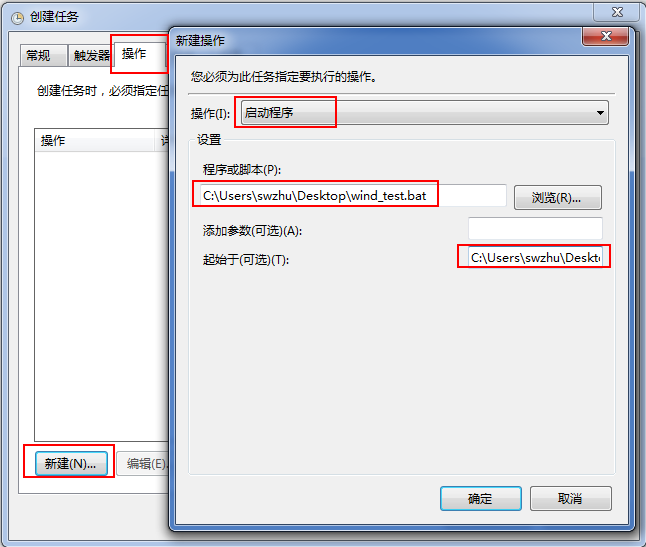 创建任务
常规
触发器
操作
创建任务时，必须指定任
操作
详
新建(N)...
编辑(E).
新建操作
您必须为此任务指定要执行的操作。
操作(I):
启动程序
设置
程序或脚本(P):
C:\Users\swzhu\Desktop\wind_test.bat
浏览(R)...
添加参数(可选)(A):
起始于(可选)(T):
C:\Users\swzhu\Deskt
确定
取消